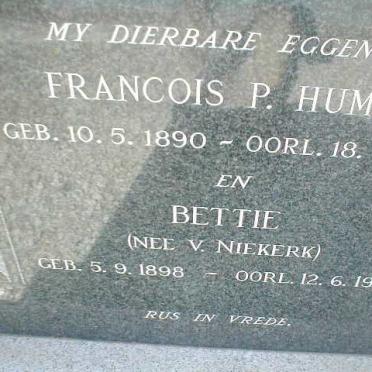 MY DIERBARE EGGEN
FRANCOIS P. HUM
GEB. 10. 5. 1890 ~ OORL. 18.
EN
BETTIE
(NEE V. NIEKERK)
GEB. 5. 9. 1898 ~ OORL. 12. 6. 19
RUS IN VREDE.